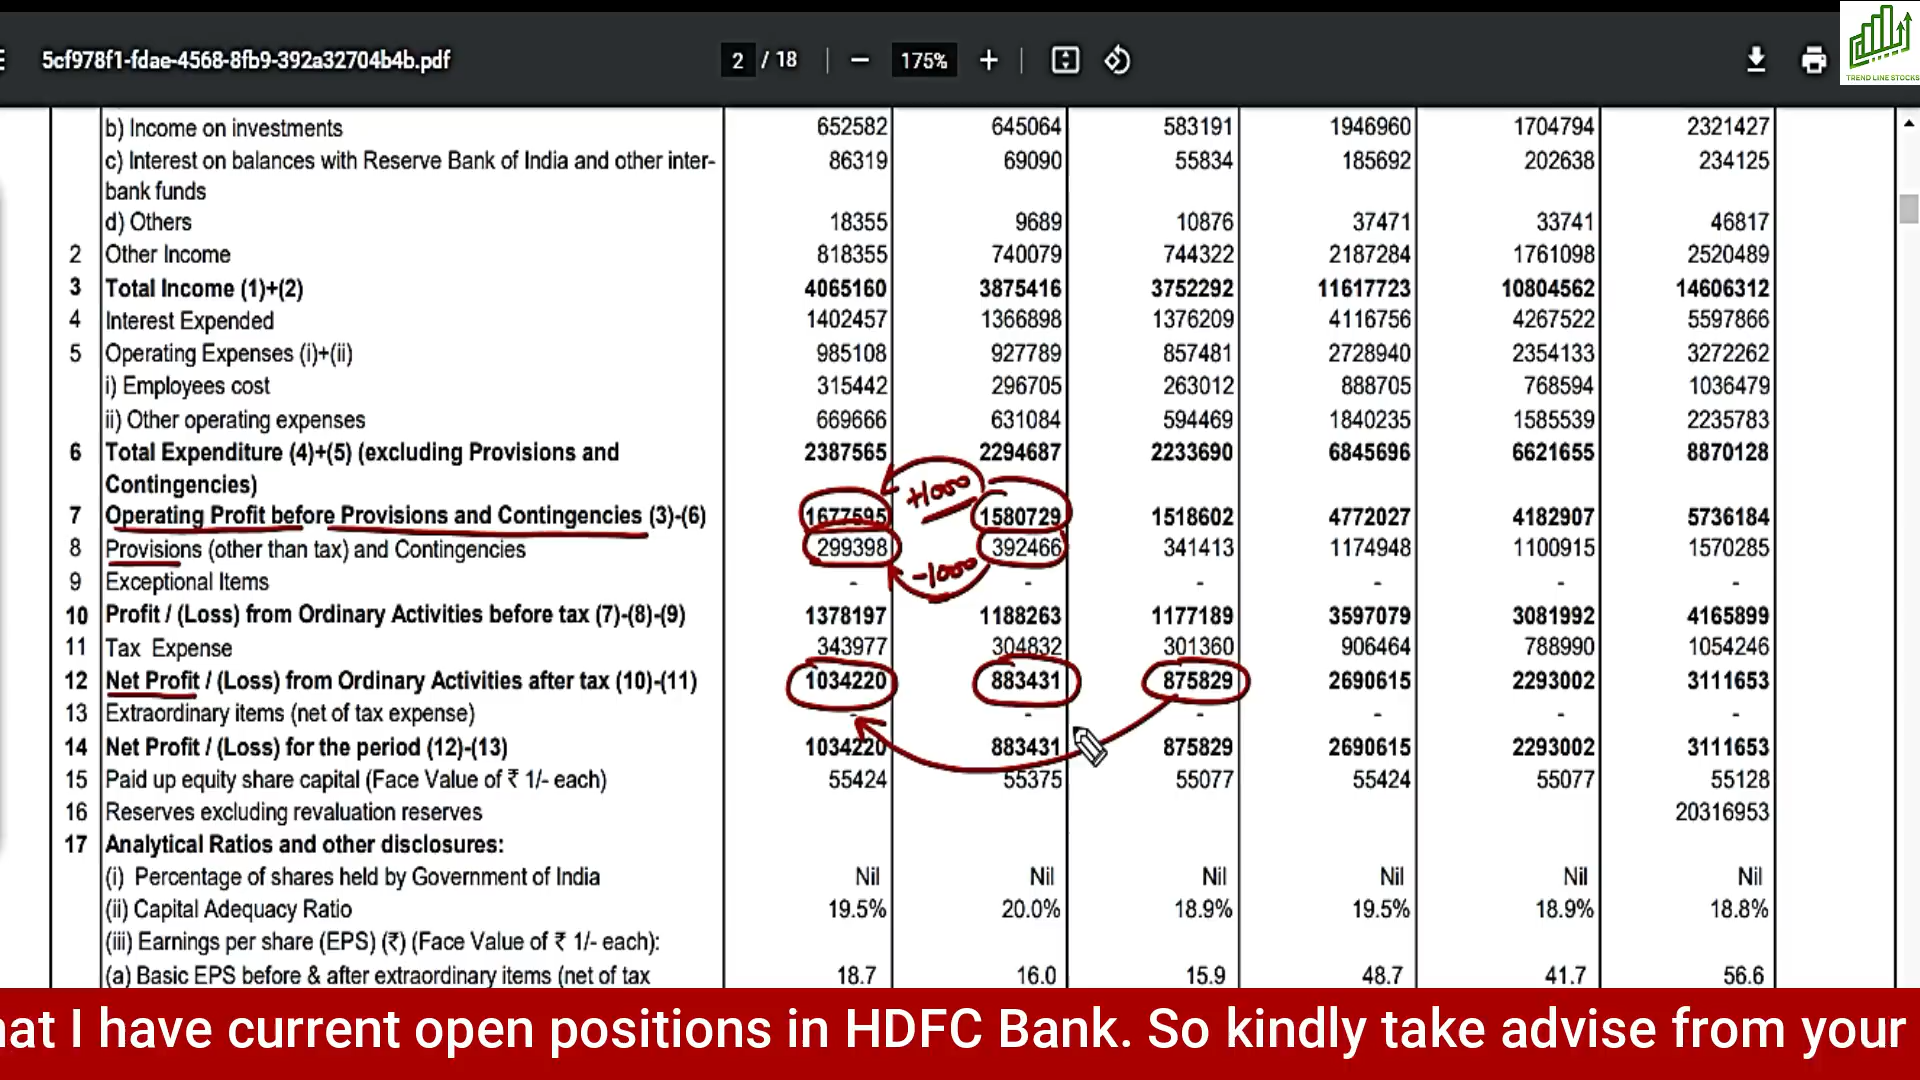 5cf978f1-fdae-4568-8fb9-392a32704b4b.pdf 2 / 18 175% TREND LINE STOCKS
b) Income on investments 652582 645064 583191 1946960 1704794 2321427
c) Interest on balances with Reserve Bank of India and other inter- 86319 69090 55834 185692 202638 234125
bank funds
d) Others 18355 9689 10876 37471 33741 46817
2 Other Income 818355 740079 744322 2187284 1761098 2520489
3 Total Income (1)+(2) 4065160 3875416 3752292 11617723 10804562 14606312
4 Interest Expended 1402457 1366898 1376209 4116756 4267522 5597866
5 Operating Expenses (i)+(ii) 985108 927789 857481 2728940 2354133 3272262
i) Employees cost 315442 296705 263012 888705 768594 1036479
ii) Other operating expenses 669666 631084 594469 1840235 1585539 2235783
6 Total Expenditure (4)+(5) (excluding Provisions and 2387565 2294687 2233690 6845696 6621655 8870128
Contingencies)
+1000
7 Operating Profit before Provisions and Contingencies (3)-(6) 1677595 1580729 1518602 4772027 4182907 5736184
8 Provisions (other than tax) and Contingencies 299398 392466 341413 1174948 1100915 1570285
-1000
9 Exceptional Items - - - - - -
10 Profit / (Loss) from Ordinary Activities before tax (7)-(8)-(9) 1378197 1188263 1177189 3597079 3081992 4165899
11 Tax Expense 343977 304832 301360 906464 788990 1054246
12 Net Profit / (Loss) from Ordinary Activities after tax (10)-(11) 1034220 883431 875829 2690615 2293002 3111653
13 Extraordinary items (net of tax expense) - - - - - -
14 Net Profit / (Loss) for the period (12)-(13) 1034220 883431 875829 2690615 2293002 3111653
15 Paid up equity share capital (Face Value of ₹ 1/- each) 55424 55375 55077 55424 55077 55128
16 Reserves excluding revaluation reserves 20316953
17 Analytical Ratios and other disclosures:
(i) Percentage of shares held by Government of India Nil Nil Nil Nil Nil Nil
(ii) Capital Adequacy Ratio 19.5% 20.0% 18.9% 19.5% 18.9% 18.8%
(iii) Earnings per share (EPS) (₹) (Face Value of ₹ 1/- each):
(a) Basic EPS before & after extraordinary items (net of tax 18.7 16.0 15.9 48.7 41.7 56.6
at I have current open positions in HDFC Bank. So kindly take advise from your